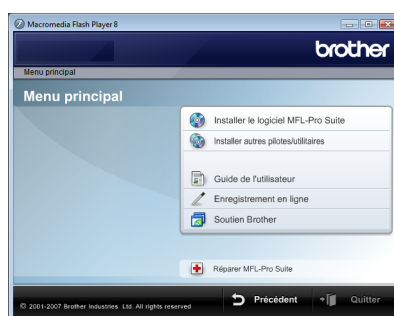 Macromedia Flash Player 8
brother
Menu principal
Menu principal
Installer le logiciel MFL-Pro Suite
Installer autres pilotes/utilitaires
Guide de l'utilisateur
Enregistrement en ligne
Soutien Brother
Réparer MFL-Pro Suite
© 2001-2007 Brother Industries Ltd. All rights reserved
Précédent
Quitter